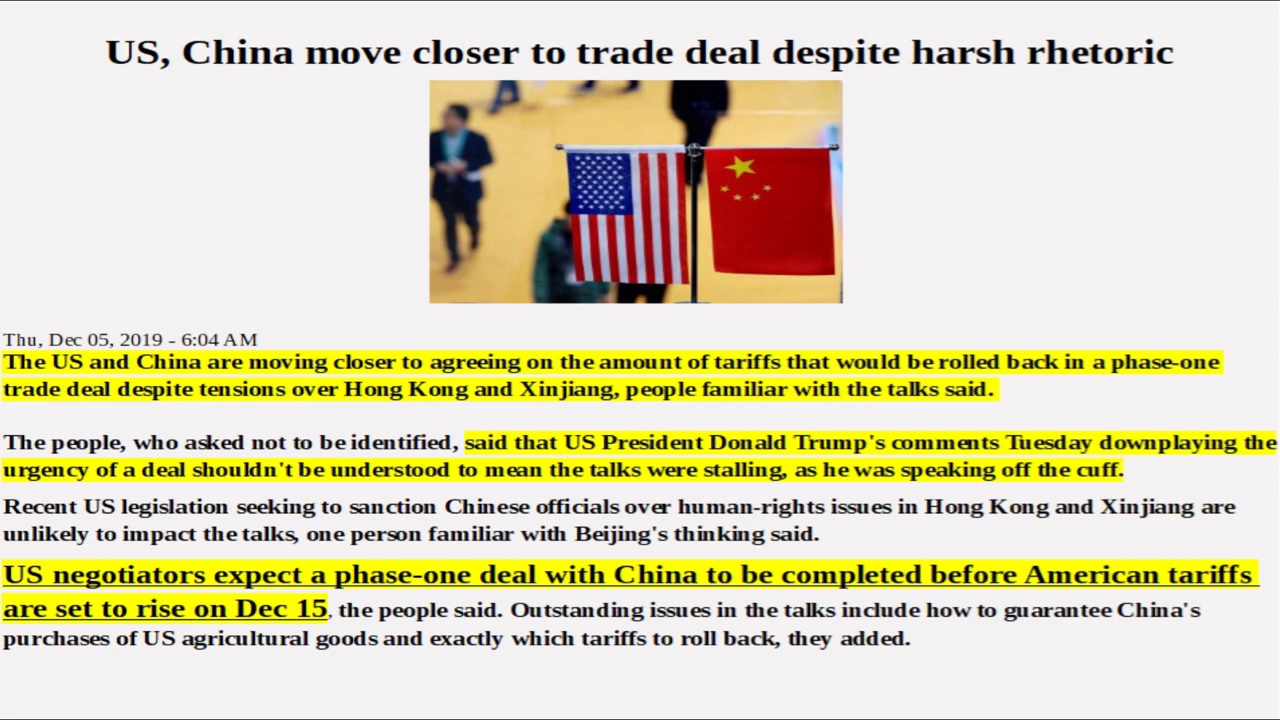 US, China move closer to trade deal despite harsh rhetoric
Thu, Dec 05, 2019 - 6:04 AM
The US and China are moving closer to agreeing on the amount of tariffs that would be rolled back in a phase-one
trade deal despite tensions over Hong Kong and Xinjiang, people familiar with the talks said.
The people, who asked not to be identified, said that US President Donald Trump's comments Tuesday downplaying the
urgency of a deal shouldn't be understood to mean the talks were stalling, as he was speaking off the cuff.
Recent US legislation seeking to sanction Chinese officials over human-rights issues in Hong Kong and Xinjiang are
unlikely to impact the talks, one person familiar with Beijing's thinking said.
US negotiators expect a phase-one deal with China to be completed before American tariffs
are set to rise on Dec 15, the people said. Outstanding issues in the talks include how to guarantee China's
purchases of US agricultural goods and exactly which tariffs to roll back, they added.